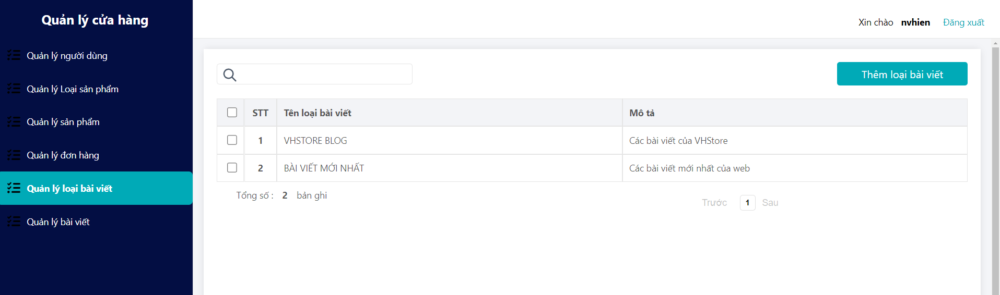 Quản lý cửa hàng
Quản lý người dùng
Quản lý Loại sản phẩm
Quản lý sản phẩm
Quản lý đơn hàng
Quản lý loại bài viết
Quản lý bài viết
Xin chào nvhien Đăng xuất
Thêm loại bài viết
STT Tên loại bài viết Mô tả
1 VHSTORE BLOG Các bài viết của VHStore
2 BÀI VIẾT MỚI NHẤT Các bài viết mới nhất của web
Tổng số : 2 bản ghi
Trước 1 Sau